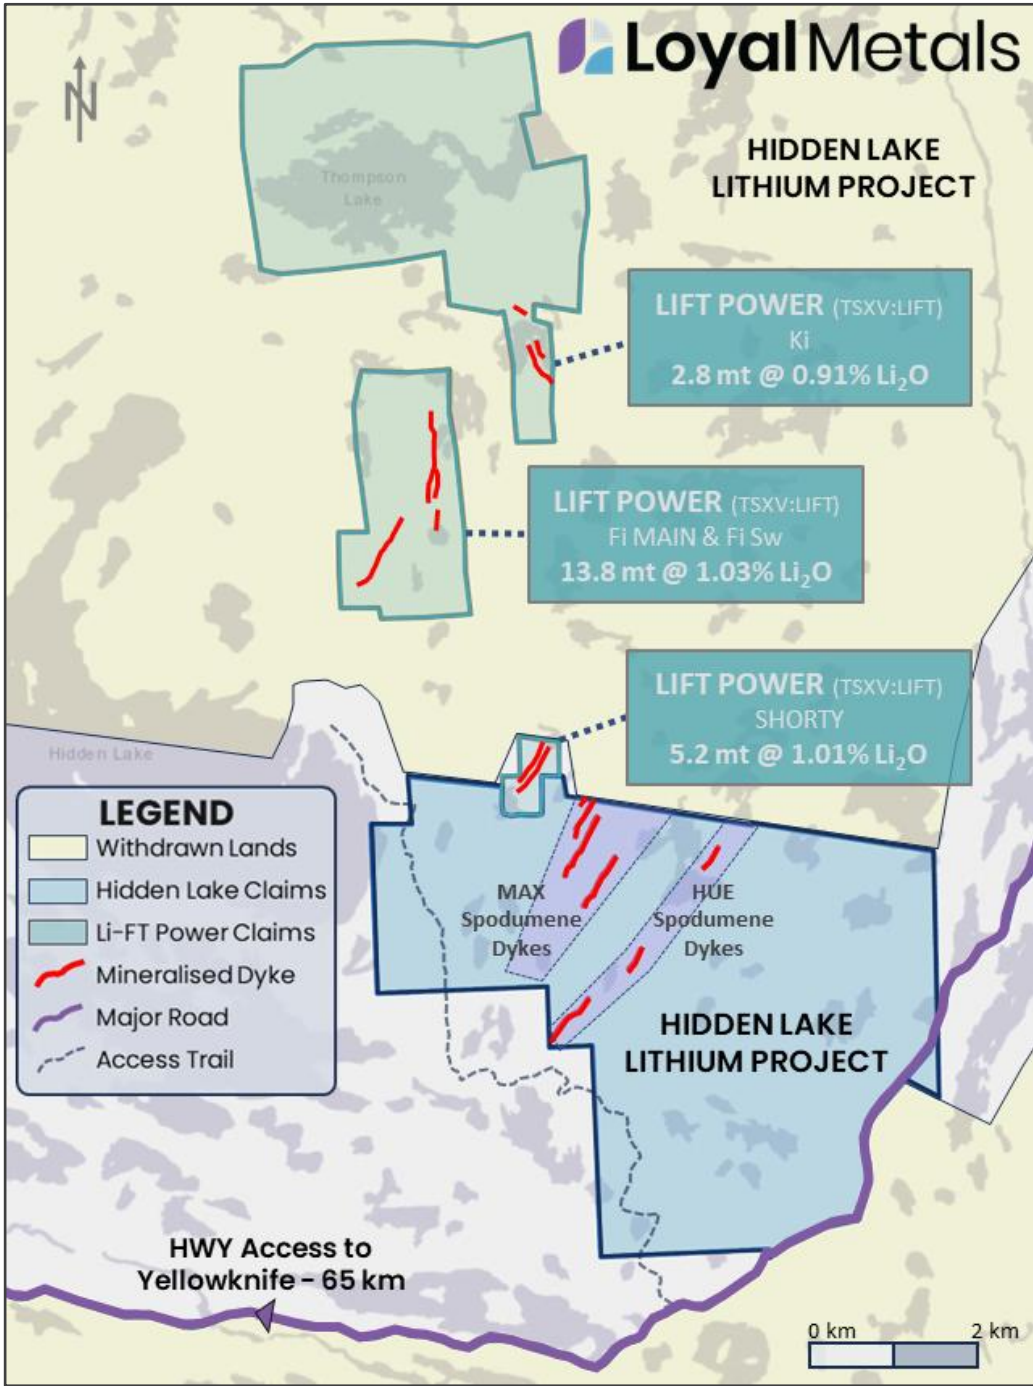 Loyal Metals
N
HIDDEN LAKE
LITHIUM PROJECT
Thompson
Lake
LIFT POWER (TSXV:LIFT)
Ki
2.8 mt @ 0.91% Li₂O
LIFT POWER (TSXV:LIFT)
Fi MAIN & Fi Sw
13.8 mt @ 1.03% Li₂O
LIFT POWER (TSXV:LIFT)
SHORTY
5.2 mt @ 1.01% Li₂O
Hidden Lake
LEGEND
Withdrawn Lands
Hidden Lake Claims
Li-FT Power Claims
Mineralised Dyke
Major Road
Access Trail
MAX
Spodumene
Dykes
HUE
Spodumene
Dykes
HIDDEN LAKE
LITHIUM PROJECT
HWY Access to
Yellowknife - 65 km
0 km 2 km